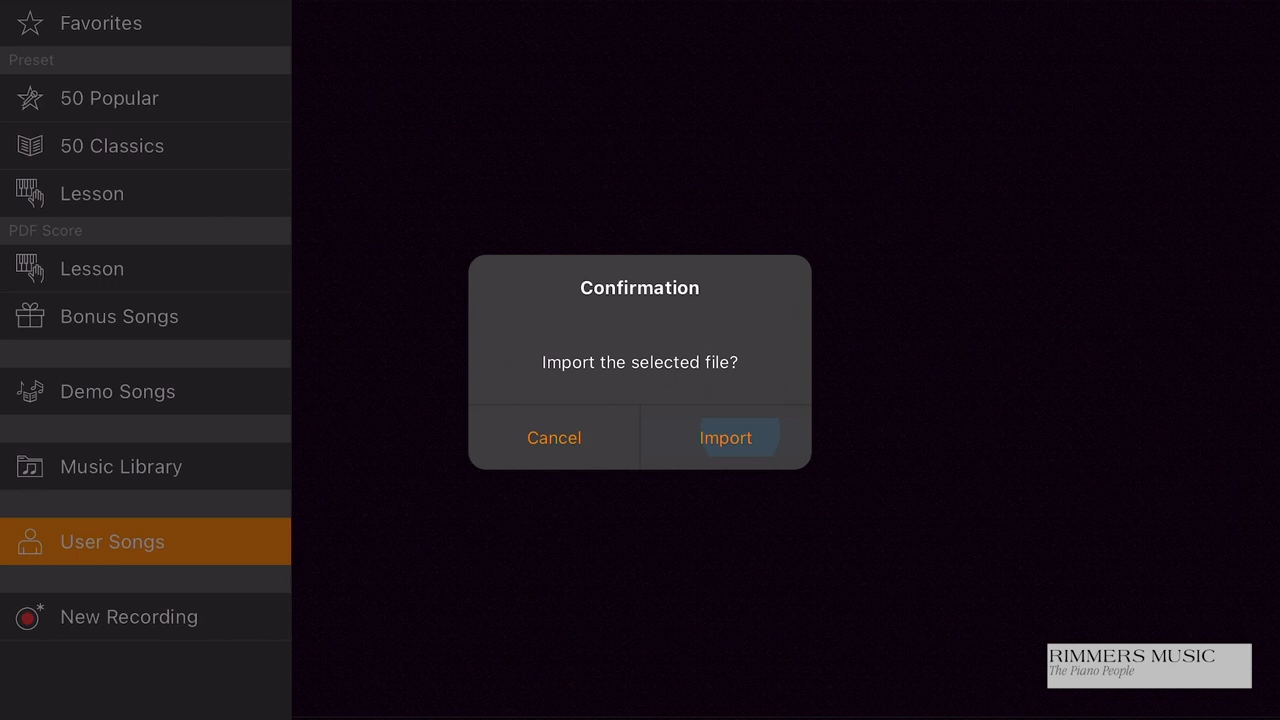 Favorites
Preset
50 Popular
50 Classics
Lesson
PDF Score
Lesson
Bonus Songs
Demo Songs
Music Library
User Songs
New Recording
Confirmation
Import the selected file?
Cancel
Import
RIMMERS MUSIC
The Piano People